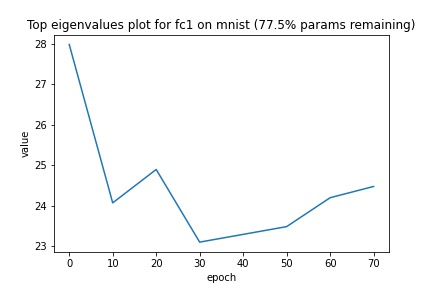 Top eigenvalues plot for fc1 on mnist (77.5% params remaining)
28
27
26
25
24
23
value
0 10 20 30 40 50 60 70
epoch